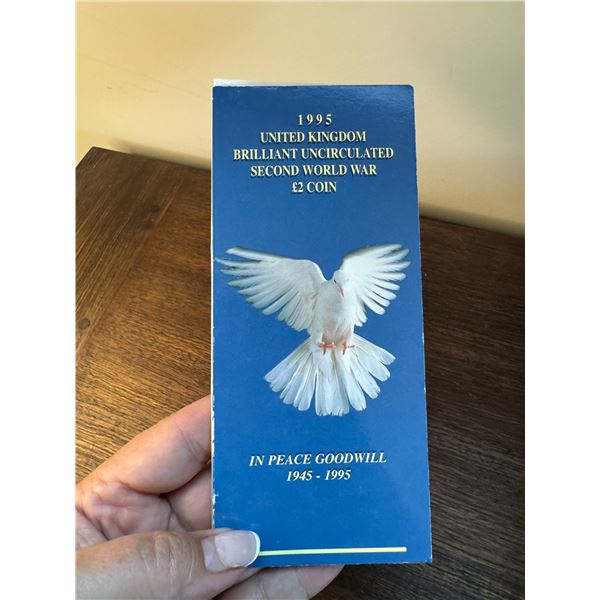 1995
UNITED KINGDOM
BRILLIANT UNCIRCULATED
SECOND WORLD WAR
£2 COIN
IN PEACE GOODWILL
1945 - 1995